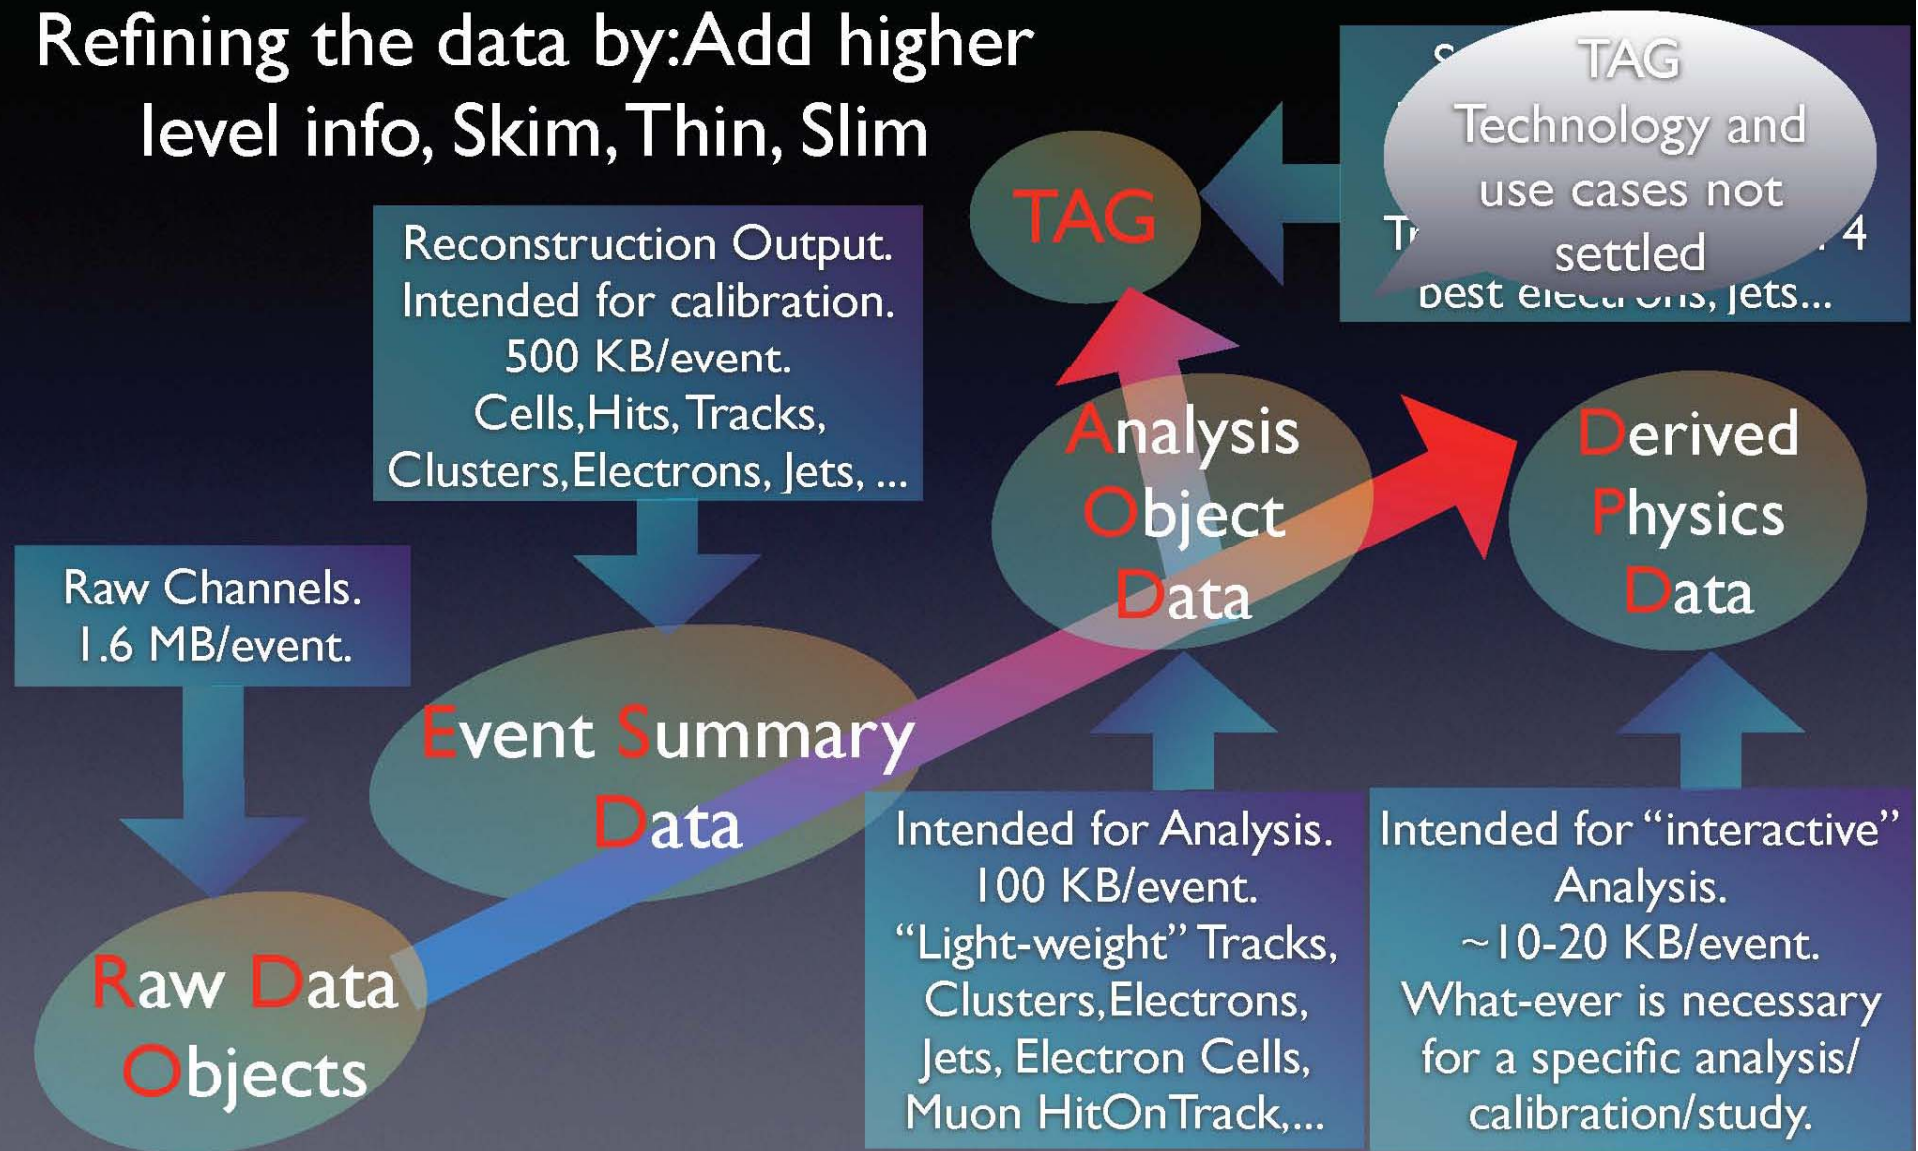 Refining the data by:Add higher
level info, Skim, Thin, Slim
TAG
Technology and
use cases not
settled
4
best electrons, Jets...
TAG
Reconstruction Output.
Intended for calibration.
500 KB/event.
Cells,Hits, Tracks,
Clusters,Electrons, Jets, ...
Raw Channels.
1.6 MB/event.
Analysis
Object
Data
Derived
Physics
Data
Event Summary
Data
Raw Data
Objects
Intended for Analysis.
100 KB/event.
“Light-weight” Tracks,
Clusters,Electrons,
Jets, Electron Cells,
Muon HitOnTrack,...
Intended for “interactive”
Analysis.
~10-20 KB/event.
What-ever is necessary
for a specific analysis/
calibration/study.